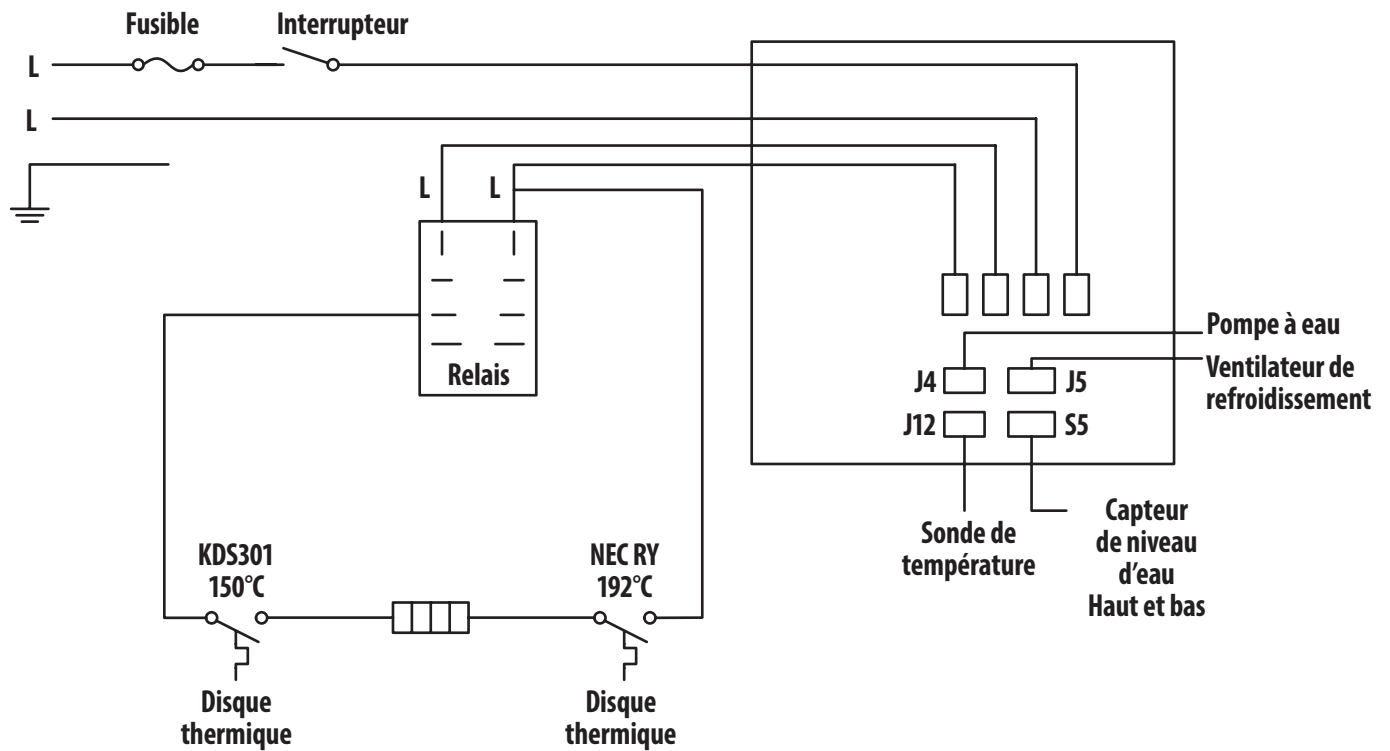 Fusible
Interrupteur
L
L
L
L
Relais
Pompe à eau
J4
J5
Ventilateur de
refroidissement
J12
S5
Sonde de
température
Capteur
de niveau
d’eau
Haut et bas
KDS301
150°C
NEC RY
192°C
Disque
thermique
Disque
thermique